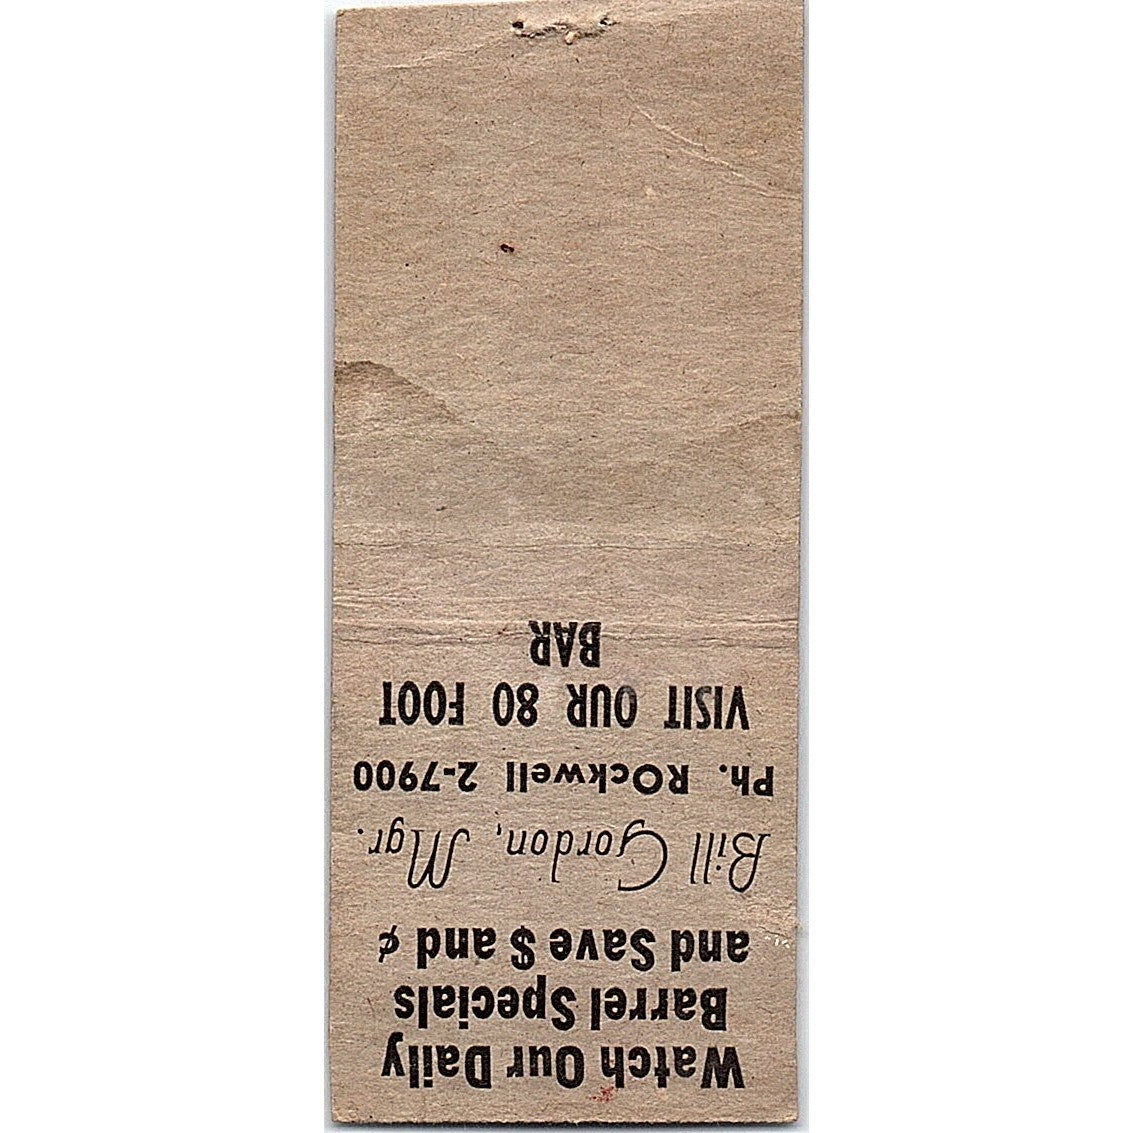 Watch Our Daily
Barrel Specials
and Save $ and ¢
Bill Gordon, Mgr.
Ph. ROckwell 2-7900
VISIT OUR 80 FOOT
BAR